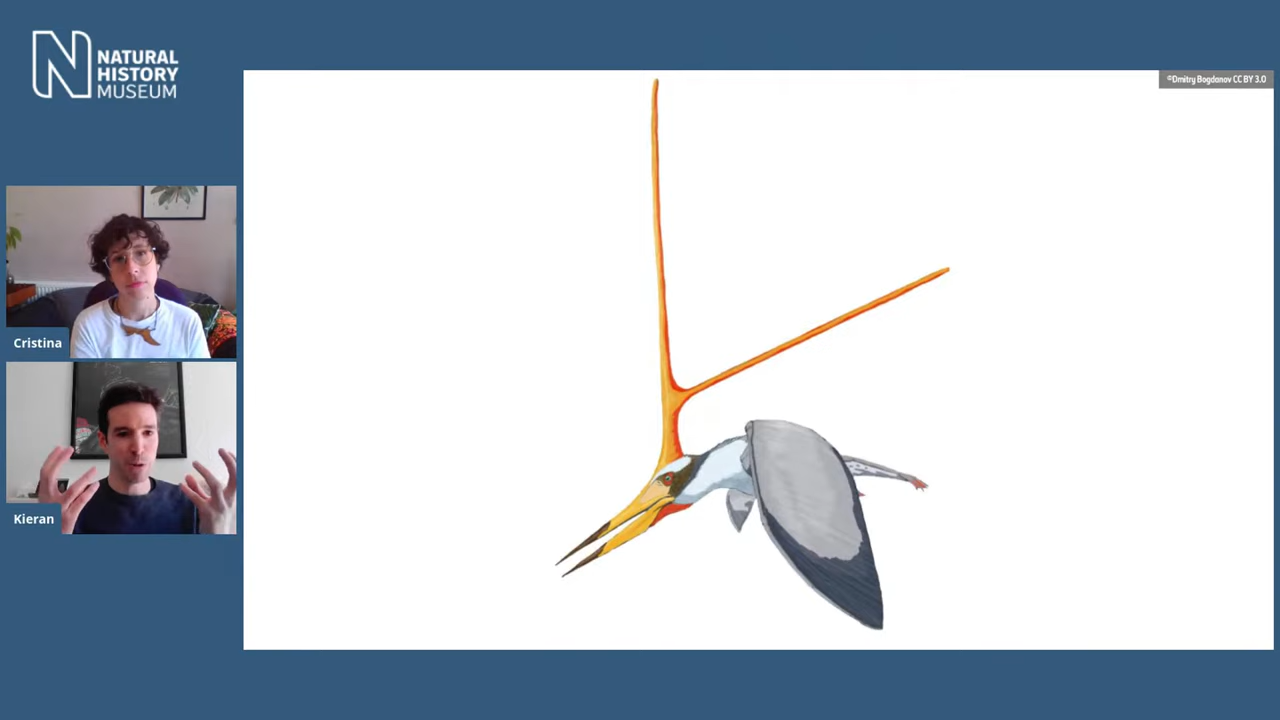 NATURAL
HISTORY
MUSEUM
©Dmitry Bogdanov CC BY 3.0
Cristina
Kieran